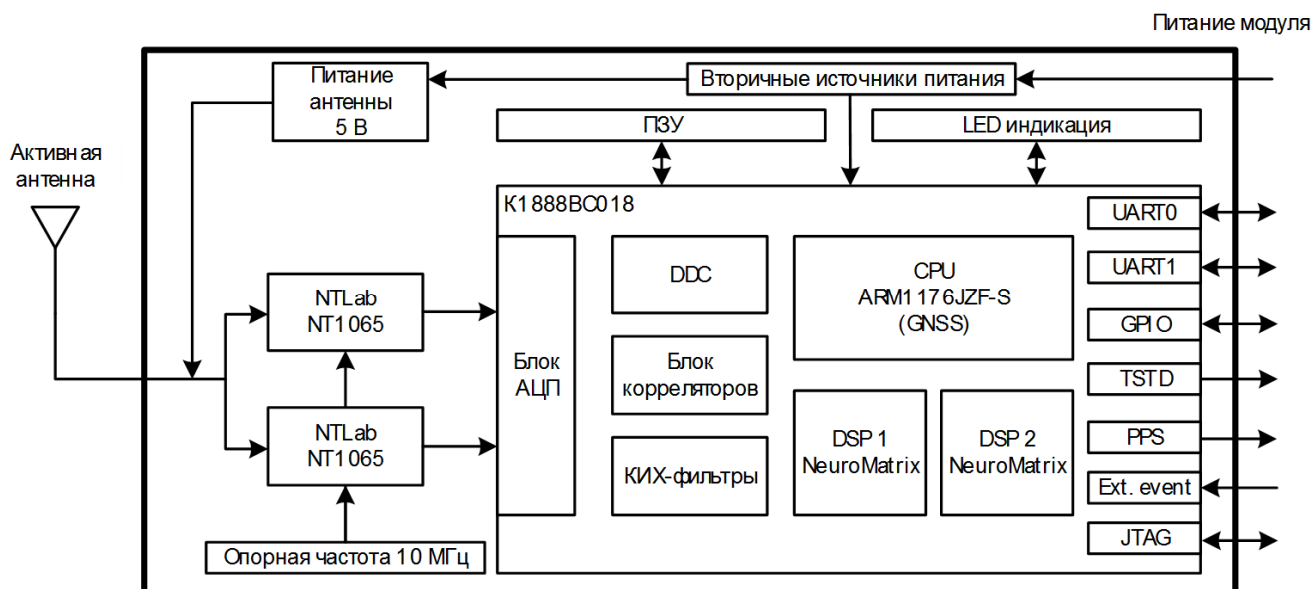 Питание модуля
Питание
антенны
5 В
Вторичные источники питания
ПЗУ
LED индикация
Активная
антенна
К1888ВС018
UART0
DDC
CPU
ARM1176JZF-S
(GNSS)
UART1
NTLab
NT1065
GPIO
Блок
АЦП
Блок
корреляторов
TSTD
NTLab
NT1065
DSP 1
NeuroMatrix
DSP 2
NeuroMatrix
PPS
КИХ-фильтры
Ext. event
JTAG
Опорная частота 10 МГц